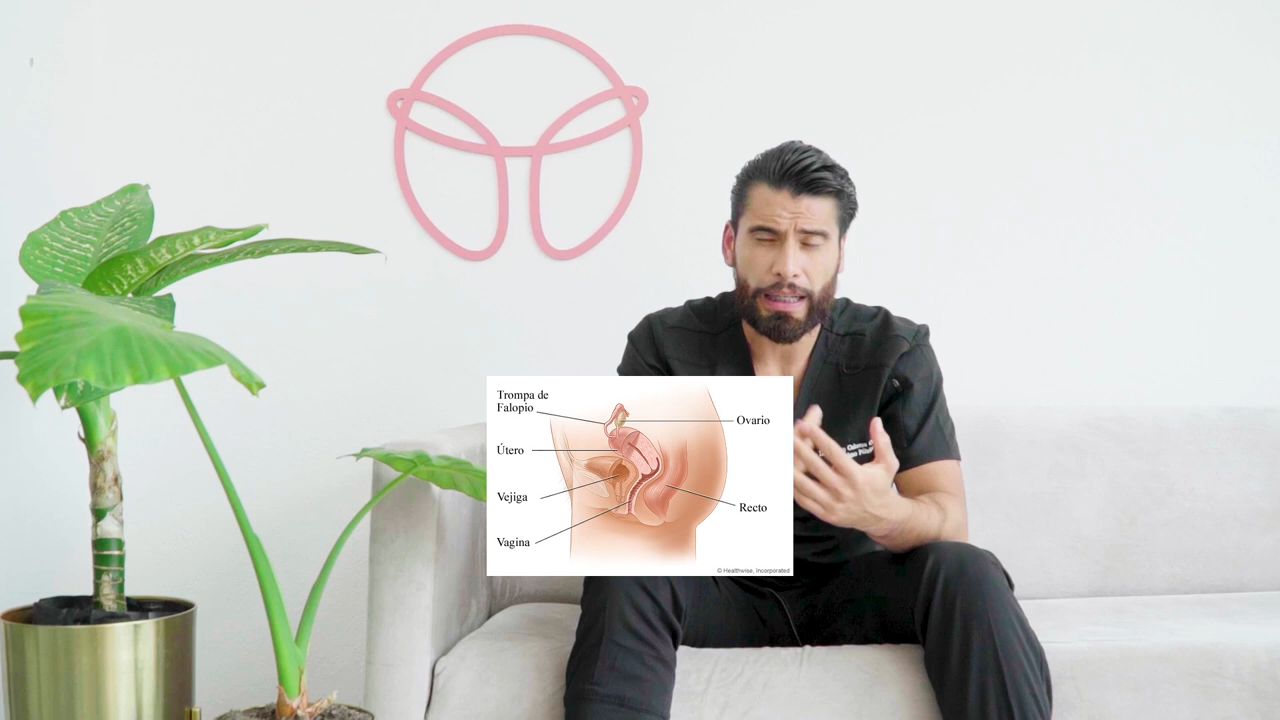 Trompa de
Falopio
Ovario
Útero
Vejiga
Recto
Vagina
© Healthwise, Incorporated